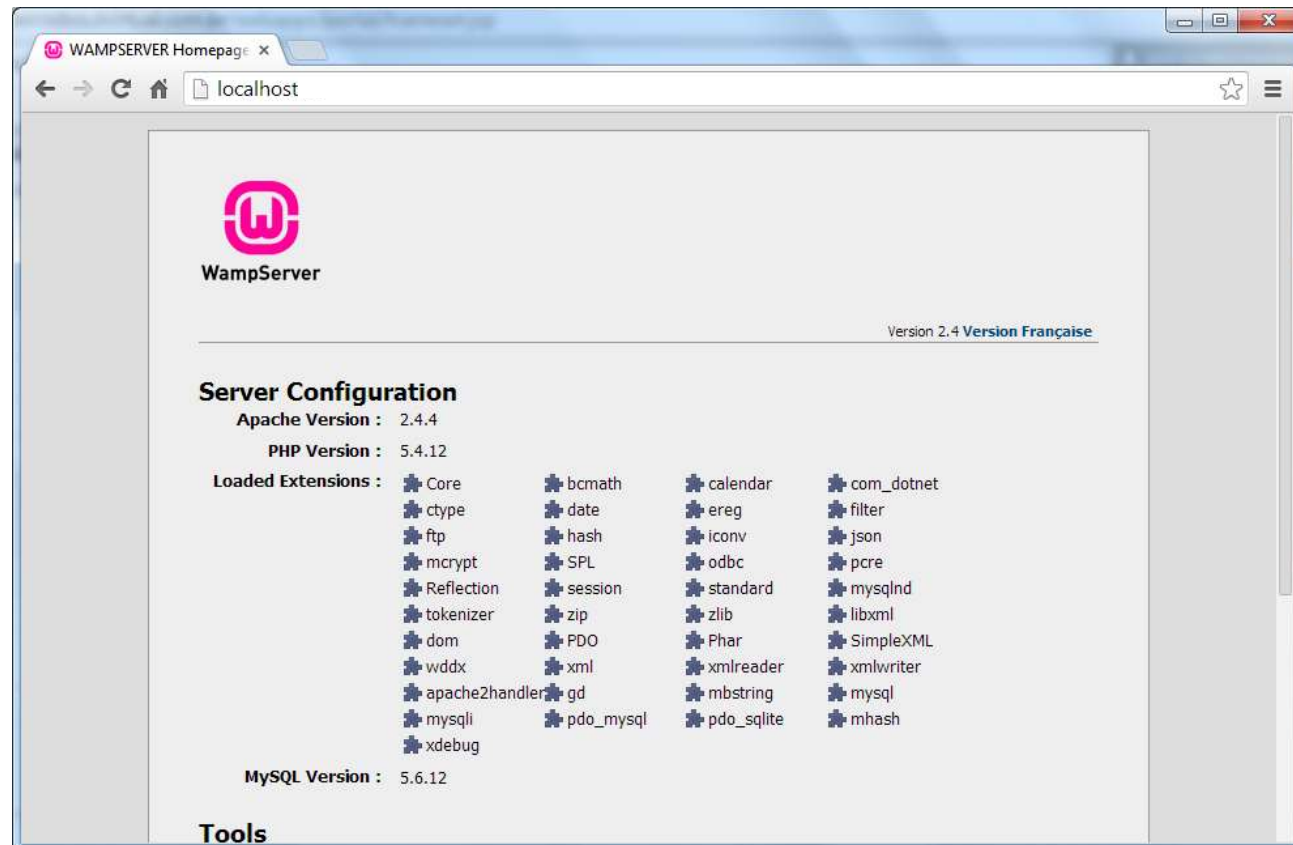 WAMPSERVER Homepage
localhost
WampServer
Version 2.4 Version Française
Server Configuration
Apache Version : 2.4.4
PHP Version : 5.4.12
Loaded Extensions : Core bcmath calendar com_dotnet
ctype date ereg filter
ftp hash iconv json
mcrypt SPL odbc pcre
Reflection session standard mysqlnd
tokenizer zip zlib libxml
dom PDO Phar SimpleXML
wddx xml xmlreader xmlwriter
apache2handler gd mbstring mysql
mysqli pdo_mysql pdo_sqlite mhash
xdebug
MySQL Version : 5.6.12
Tools